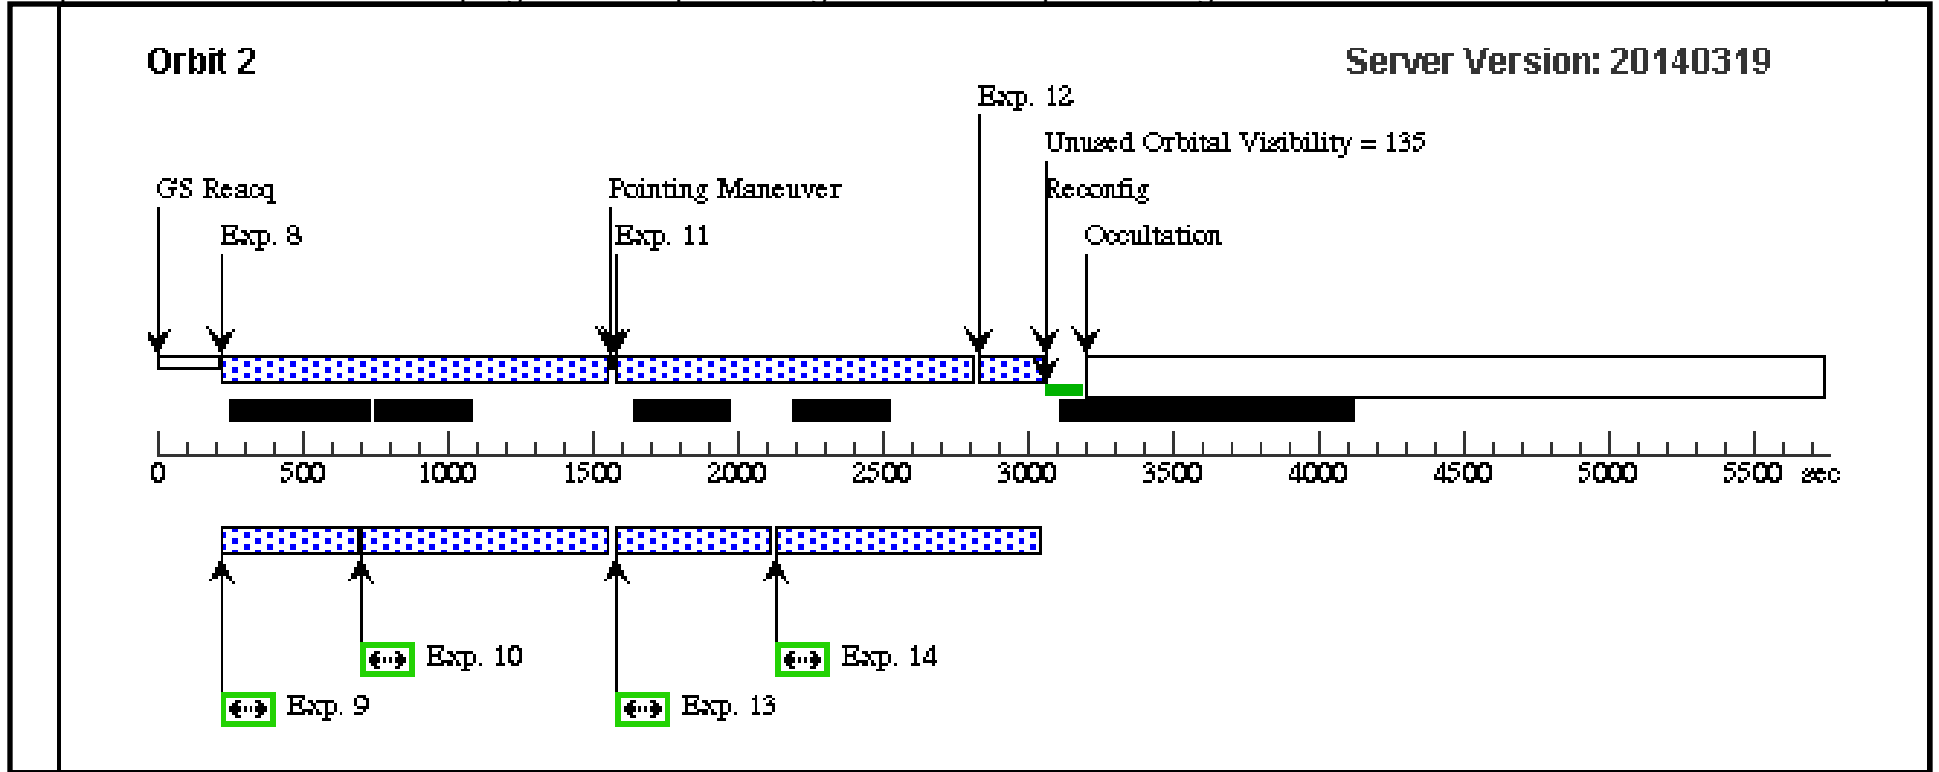 Orbit 2
Server Version: 20140319
Exp. 12
Unused Orbital Visibility = 135
GS Reacq
Pointing Maneuver
Reconfig
Exp. 8
Exp. 11
Occultation
0 500 1000 1500 2000 2500 3000 3500 4000 4500 5000 5500 sec
Exp. 10
Exp. 14
Exp. 9
Exp. 13